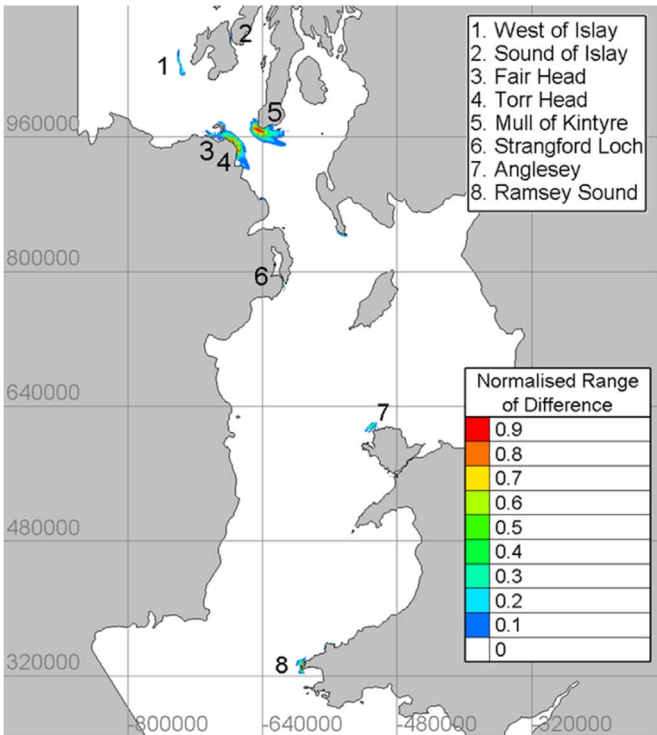 1. West of Islay
2. Sound of Islay
3. Fair Head
4. Torr Head
5. Mull of Kintyre
6. Strangford Loch
7. Anglesey
8. Ramsey Sound
2
1
5
960000
3
4
800000
6
640000
7
Normalised Range
of Difference
0.9
0.8
0.7
0.6
0.5
0.4
0.3
0.2
0.1
0
480000
320000
8
-800000
-640000
-480000
-320000